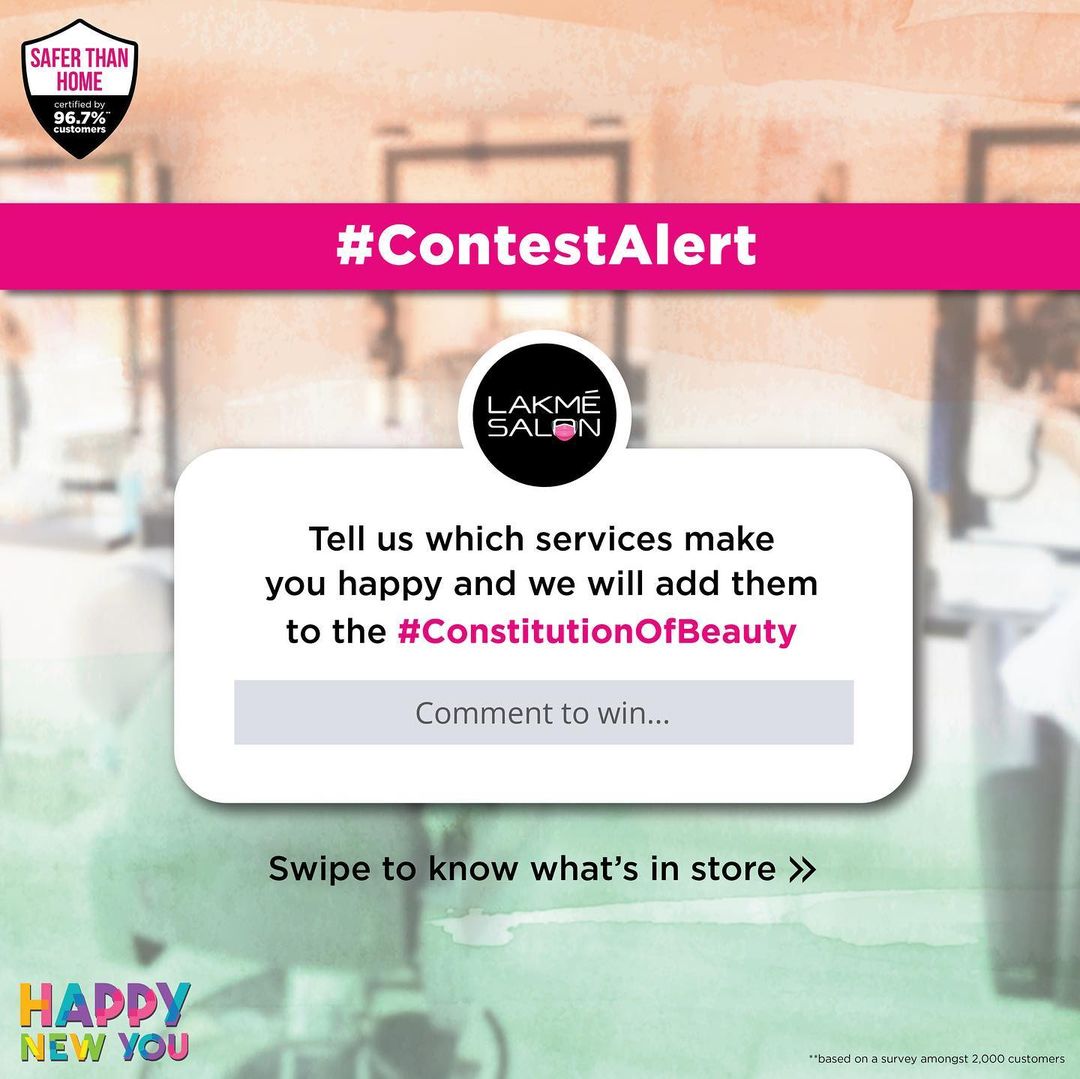 SAFER THAN
HOME
certified by
96.7%**
customers
#ContestAlert
LAKMÉ
SALON
Tell us which services make
you happy and we will add them
to the #ConstitutionOfBeauty
Comment to win...
Swipe to know what’s in store »
HAPPY
NEW YOU
**based on a survey amongst 2,000 customers